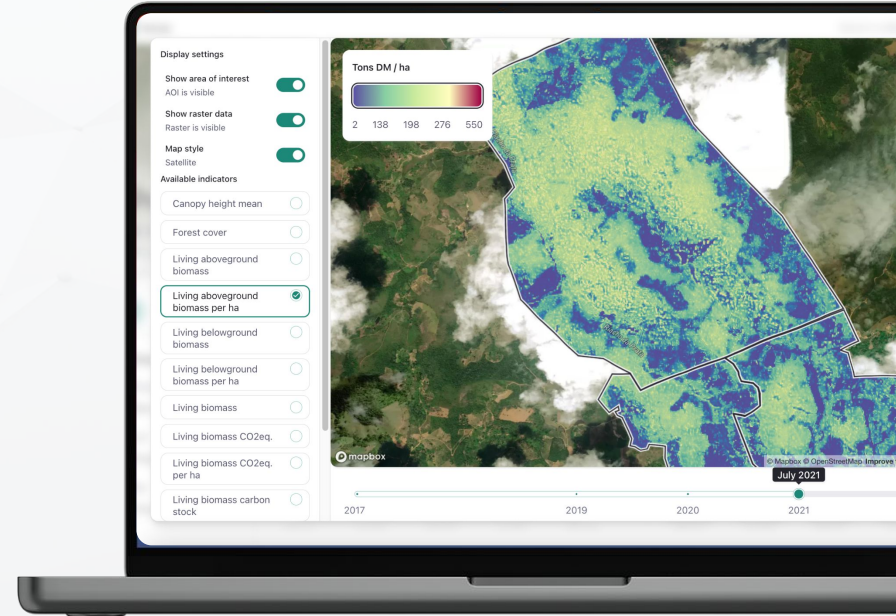 Display settings
Show area of interest
AOI is visible
Show raster data
Raster is visible
Map style
Satellite
Available indicators
Canopy height mean
Forest cover
Living aboveground
biomass
Living aboveground
biomass per ha
Living belowground
biomass
Living belowground
biomass per ha
Living biomass
Living biomass CO2eq.
Living biomass CO2eq.
per ha
Living biomass carbon
stock
Tons DM / ha
2 138 198 276 550
mapbox
© Mapbox © OpenStreetMap Improve
July 2021
2017 2019 2020 2021